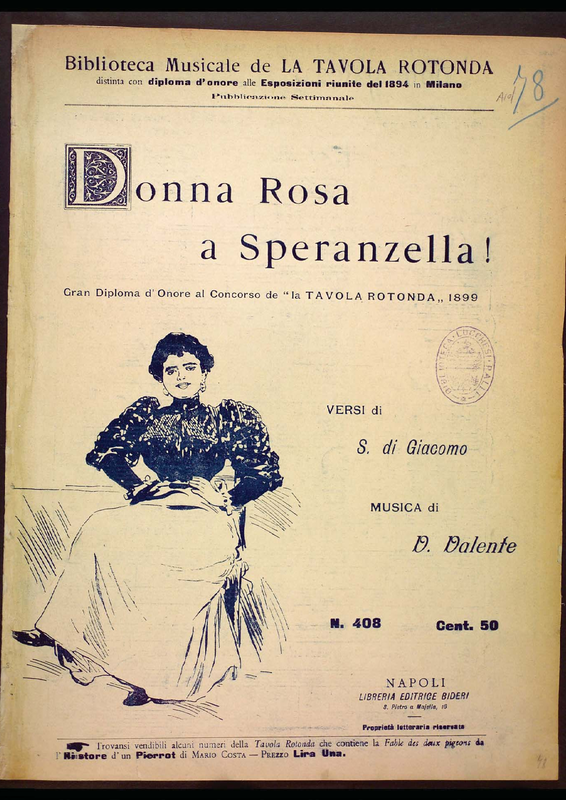 Biblioteca Musicale de LA TAVOLA ROTONDA
distinta con diploma d'onore alle Esposizioni riunite del 1894 in Milano
Pubblicazione Settimanale
78
Donna Rosa
a Speranzella!
Gran Diploma d'Onore al Concorso de "la TAVOLA ROTONDA„ 1899
BIBLIOTECA LUCCHESI PALLI
VERSI di
S. di Giacomo
MUSICA di
V. Valente
N. 408
Cent. 50
NAPOLI
LIBRERIA EDITRICE BIDERI
S. Pietro a Majella, 16
Proprietà letteraria riservata
Trovansi vendibili alcuni numeri della Tavola Rotonda che contiene la Fable des deux pigeons da
l'Histoire d'un Pierrot di MARIO COSTA — PREZZO Lira Una.